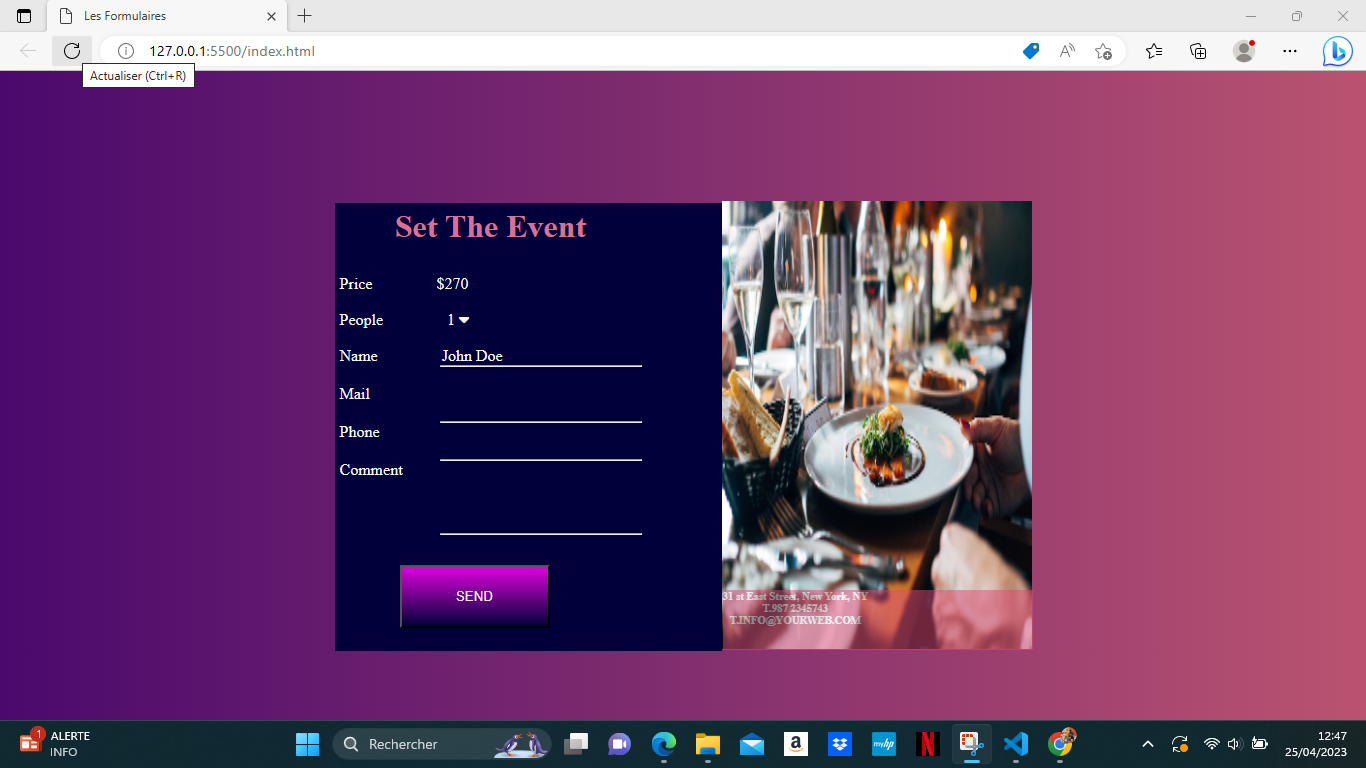 Les Formulaires
127.0.0.1:5500/index.html
Actualiser (Ctrl+R)
Set The Event
Price $270
People 1
Name John Doe
Mail
Phone
Comment
SEND
31 st East Street, New York, NY
T.987 2345743
T.INFO@YOURWEB.COM
1 ALERTE
INFO
Rechercher
a
myhp
N
12:47
25/04/2023